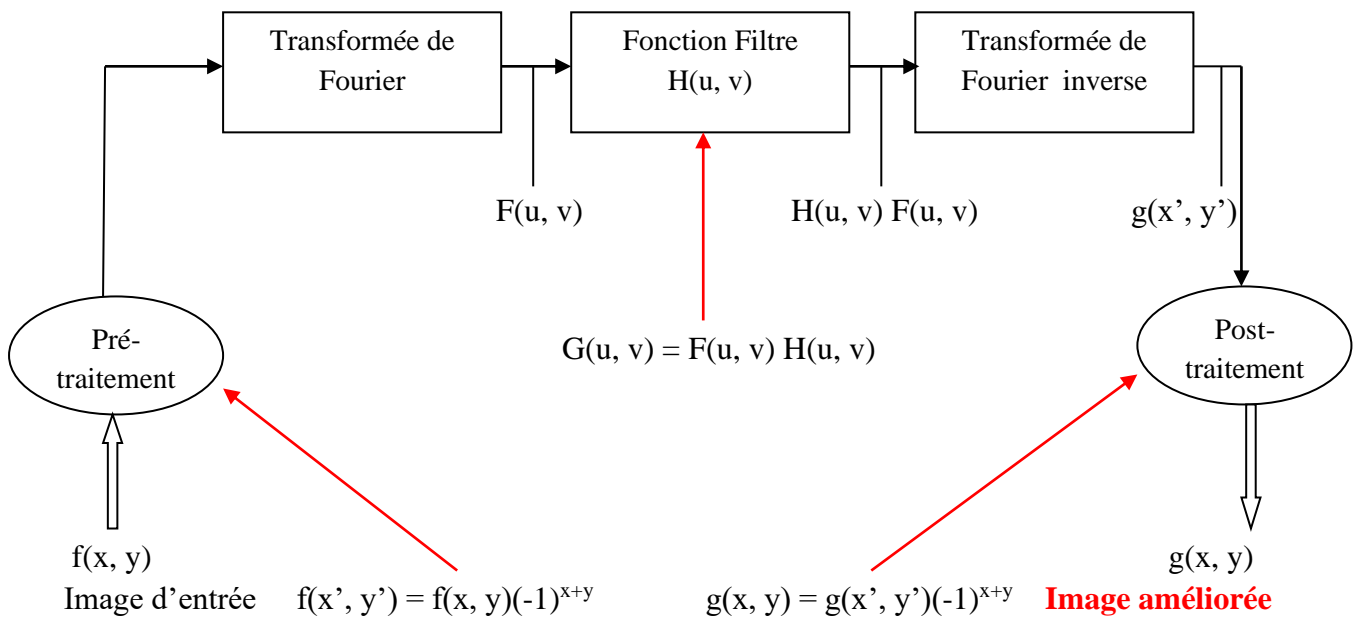 Transformée de
Fourier
Fonction Filtre
H(u, v)
Transformée de
Fourier inverse
F(u, v)
H(u, v) F(u, v)
g(x’, y’)
Pré-
traitement
G(u, v) = F(u, v) H(u, v)
Post-
traitement
f(x, y)
Image d’entrée
f(x’, y’) = f(x, y)(-1)^{x+y}
g(x, y) = g(x’, y’)(-1)^{x+y}
g(x, y)
Image améliorée